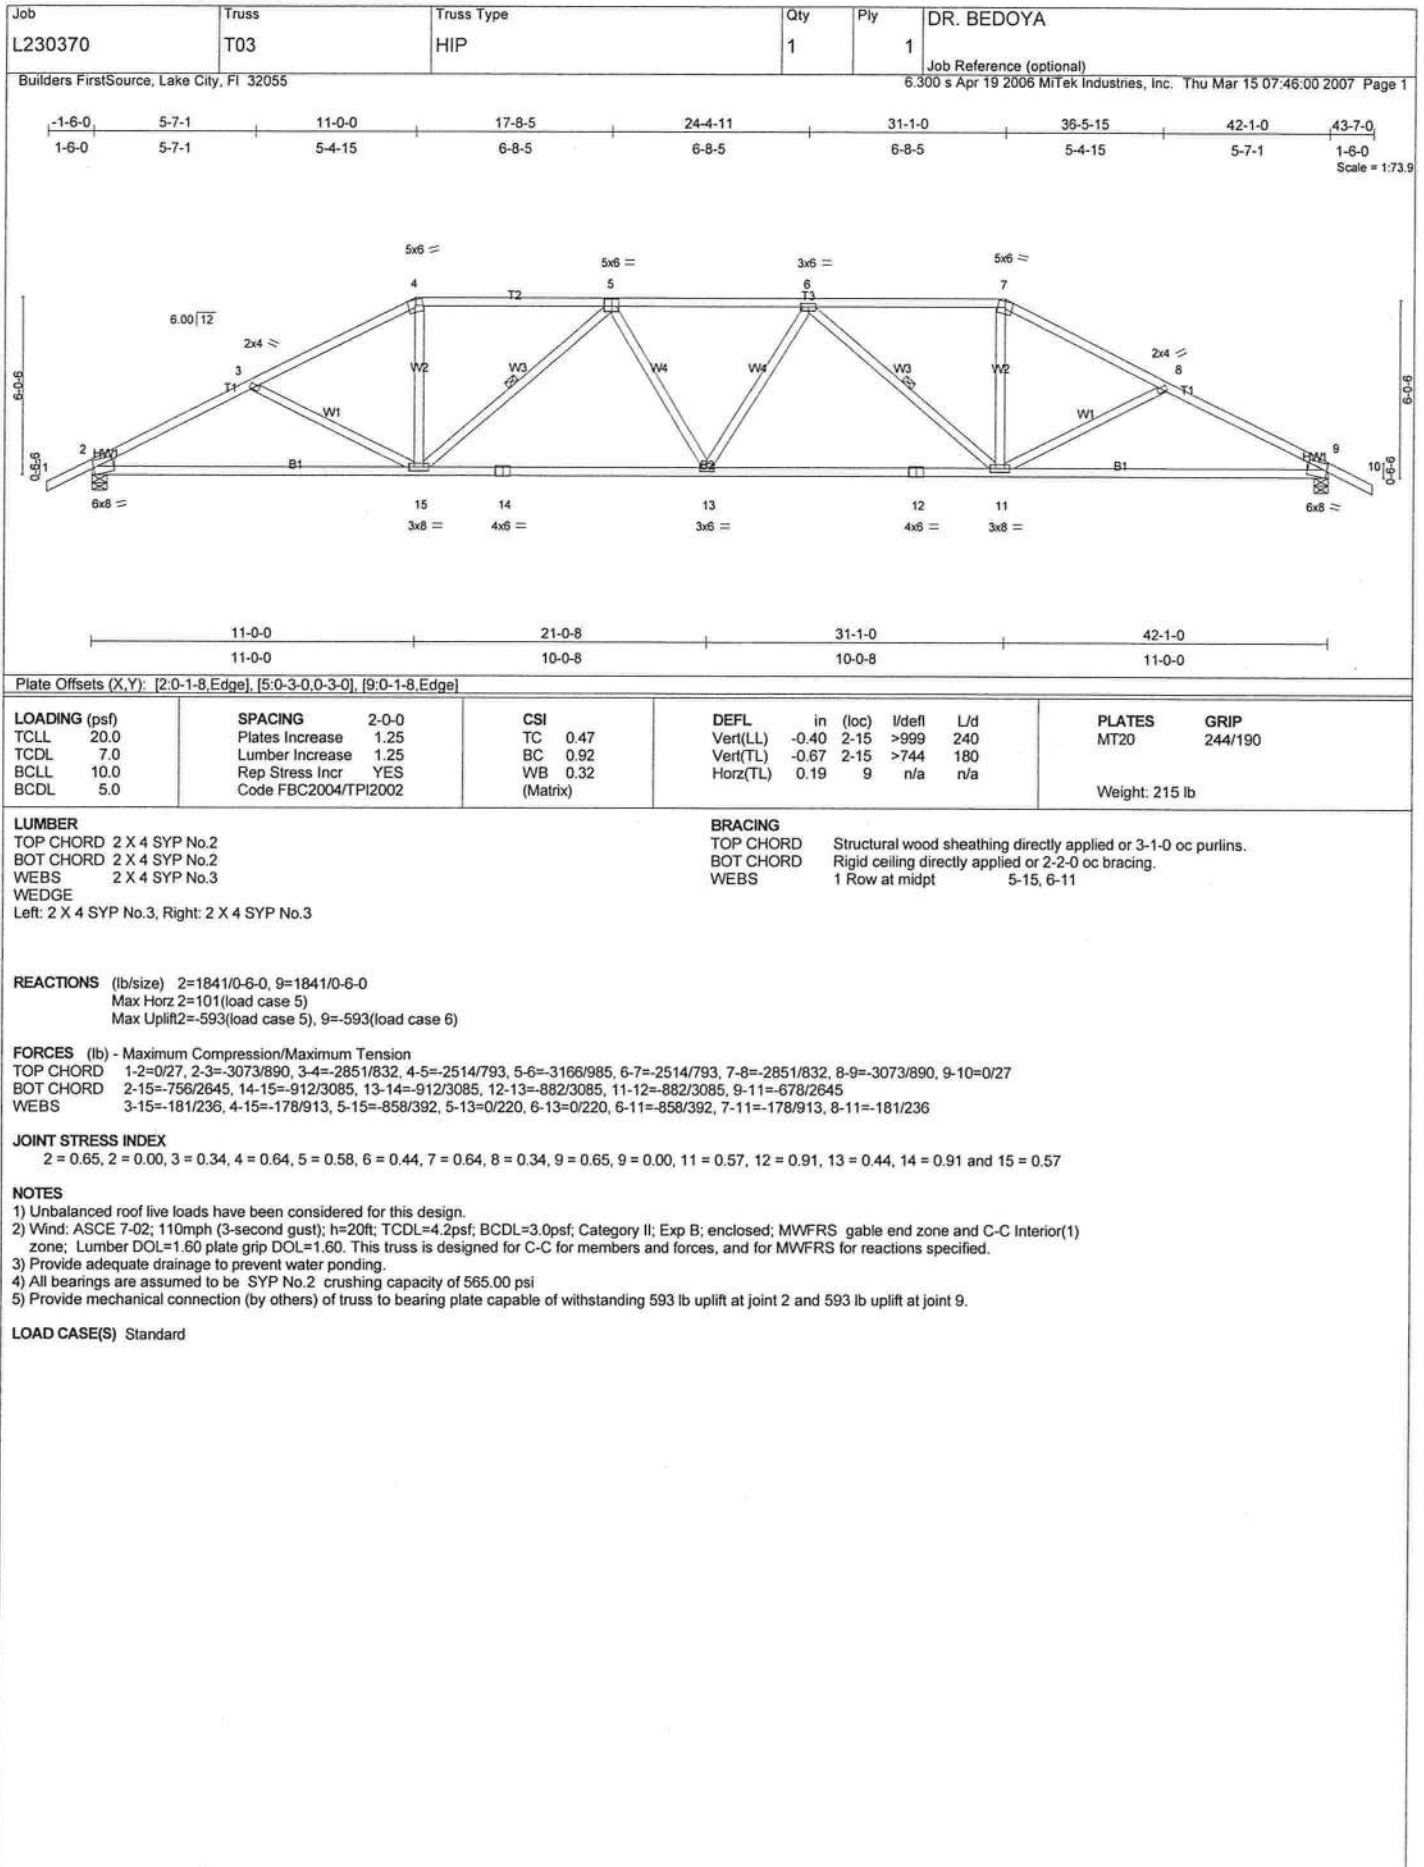 Job Truss Truss Type Qty Ply DR. BEDOYA
L230370 T03 HIP 1 1
Job Reference (optional)
Builders FirstSource, Lake City, Fl 32055 6.300 s Apr 19 2006 MiTek Industries, Inc. Thu Mar 15 07:46:00 2007 Page 1
-1-6-0 5-7-1 11-0-0 17-8-5 24-4-11 31-1-0 36-5-15 42-1-0 43-7-0
1-6-0 5-7-1 5-4-15 6-8-5 6-8-5 6-8-5 5-4-15 5-7-1 1-6-0
Scale = 1:73.9
5x6 = 5x6 = 3x6 = 5x6 =
4 5 6 7
T2 T3
6.00 12
2x4 = 2x4 =
3 8
T1 W2 W3 W4 W4 W3 W2 T1
6-0-6 6-0-6
W1 W1
2 HW1 B1 B2 B1 HW1 9
1 0-6-6 10 0-6-6
6x8 = 15 14 13 12 11 6x8 =
3x8 = 4x6 = 3x6 = 4x6 = 3x8 =
11-0-0 21-0-8 31-1-0 42-1-0
11-0-0 10-0-8 10-0-8 11-0-0
Plate Offsets (X,Y): [2:0-1-8,Edge], [5:0-3-0,0-3-0], [9:0-1-8,Edge]
LOADING (psf) SPACING 2-0-0 CSI DEFL in (loc) l/defl L/d PLATES GRIP
TCLL 20.0 Plates Increase 1.25 TC 0.47 Vert(LL) -0.40 2-15 >999 240 MT20 244/190
TCDL 7.0 Lumber Increase 1.25 BC 0.92 Vert(TL) -0.67 2-15 >744 180
BCLL 10.0 Rep Stress Incr YES WB 0.32 Horz(TL) 0.19 9 n/a n/a
BCDL 5.0 Code FBC2004/TPI2002 (Matrix) Weight: 215 lb
LUMBER
TOP CHORD 2 X 4 SYP No.2
BOT CHORD 2 X 4 SYP No.2
WEBS 2 X 4 SYP No.3
WEDGE
Left: 2 X 4 SYP No.3, Right: 2 X 4 SYP No.3
BRACING
TOP CHORD Structural wood sheathing directly applied or 3-1-0 oc purlins.
BOT CHORD Rigid ceiling directly applied or 2-2-0 oc bracing.
WEBS 1 Row at midpt 5-15, 6-11
REACTIONS (lb/size) 2=1841/0-6-0, 9=1841/0-6-0
Max Horz 2=101(load case 5)
Max Uplift2=-593(load case 5), 9=-593(load case 6)
FORCES (lb) - Maximum Compression/Maximum Tension
TOP CHORD 1-2=0/27, 2-3=-3073/890, 3-4=-2851/832, 4-5=-2514/793, 5-6=-3166/985, 6-7=-2514/793, 7-8=-2851/832, 8-9=-3073/890, 9-10=0/27
BOT CHORD 2-15=-756/2645, 14-15=-912/3085, 13-14=-912/3085, 12-13=-882/3085, 11-12=-882/3085, 9-11=-678/2645
WEBS 3-15=-181/236, 4-15=-178/913, 5-15=-858/392, 5-13=0/220, 6-13=0/220, 6-11=-858/392, 7-11=-178/913, 8-11=-181/236
JOINT STRESS INDEX
2 = 0.65, 2 = 0.00, 3 = 0.34, 4 = 0.64, 5 = 0.58, 6 = 0.44, 7 = 0.64, 8 = 0.34, 9 = 0.65, 9 = 0.00, 11 = 0.57, 12 = 0.91, 13 = 0.44, 14 = 0.91 and 15 = 0.57
NOTES
1) Unbalanced roof live loads have been considered for this design.
2) Wind: ASCE 7-02; 110mph (3-second gust); h=20ft; TCDL=4.2psf; BCDL=3.0psf; Category II; Exp B; enclosed; MWFRS gable end zone and C-C Interior(1)
zone; Lumber DOL=1.60 plate grip DOL=1.60. This truss is designed for C-C for members and forces, and for MWFRS for reactions specified.
3) Provide adequate drainage to prevent water ponding.
4) All bearings are assumed to be SYP No.2 crushing capacity of 565.00 psi
5) Provide mechanical connection (by others) of truss to bearing plate capable of withstanding 593 lb uplift at joint 2 and 593 lb uplift at joint 9.
LOAD CASE(S) Standard